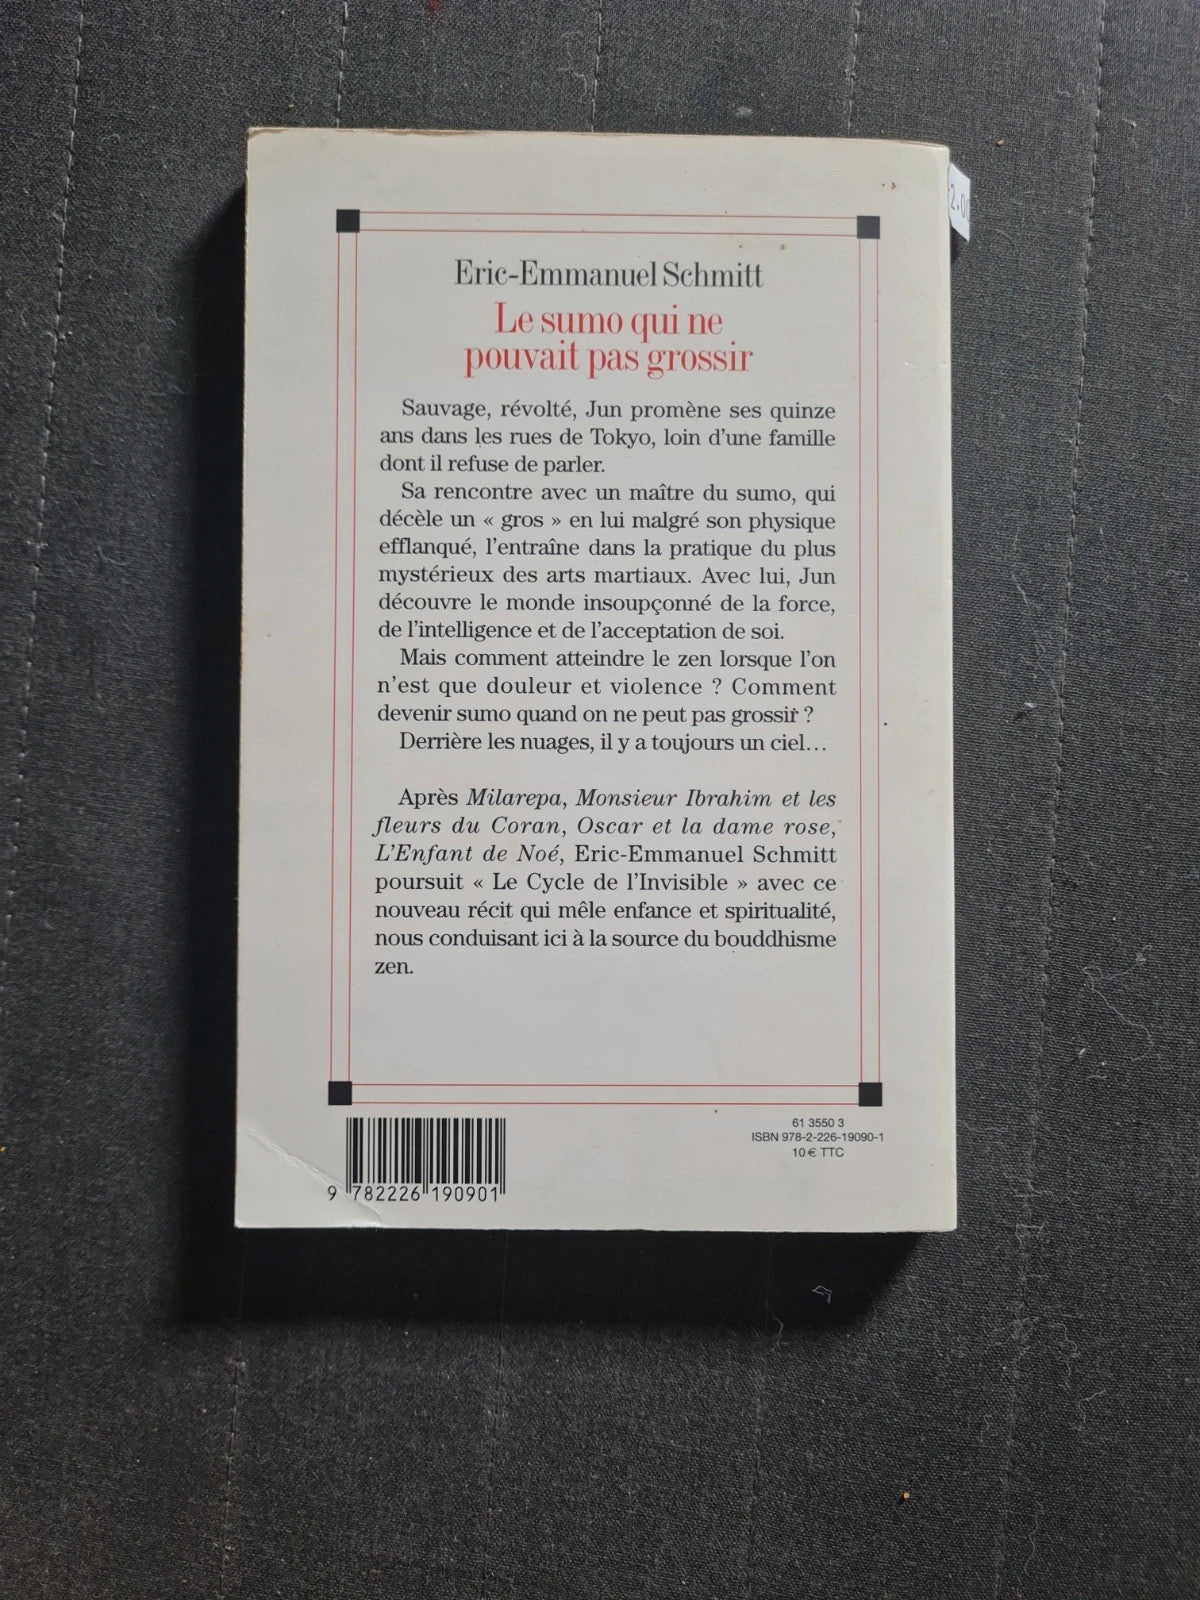 2.00
Eric-Emmanuel Schmitt
Le sumo qui ne
pouvait pas grossir
Sauvage, révolté, Jun promène ses quinze
ans dans les rues de Tokyo, loin d'une famille
dont il refuse de parler.
Sa rencontre avec un maître du sumo, qui
décèle un « gros » en lui malgré son physique
efflanqué, l'entraîne dans la pratique du plus
mystérieux des arts martiaux. Avec lui, Jun
découvre le monde insoupçonné de la force,
de l'intelligence et de l'acceptation de soi.
Mais comment atteindre le zen lorsque l'on
n'est que douleur et violence ? Comment
devenir sumo quand on ne peut pas grossir ?
Derrière les nuages, il y a toujours un ciel...
Après Milarepa, Monsieur Ibrahim et les
fleurs du Coran, Oscar et la dame rose,
L'Enfant de Noé, Eric-Emmanuel Schmitt
poursuit « Le Cycle de l'Invisible » avec ce
nouveau récit qui mêle enfance et spiritualité,
nous conduisant ici à la source du bouddhisme
zen.
61 3550 3
ISBN 978-2-226-19090-1
10 € TTC
9 782226 190901